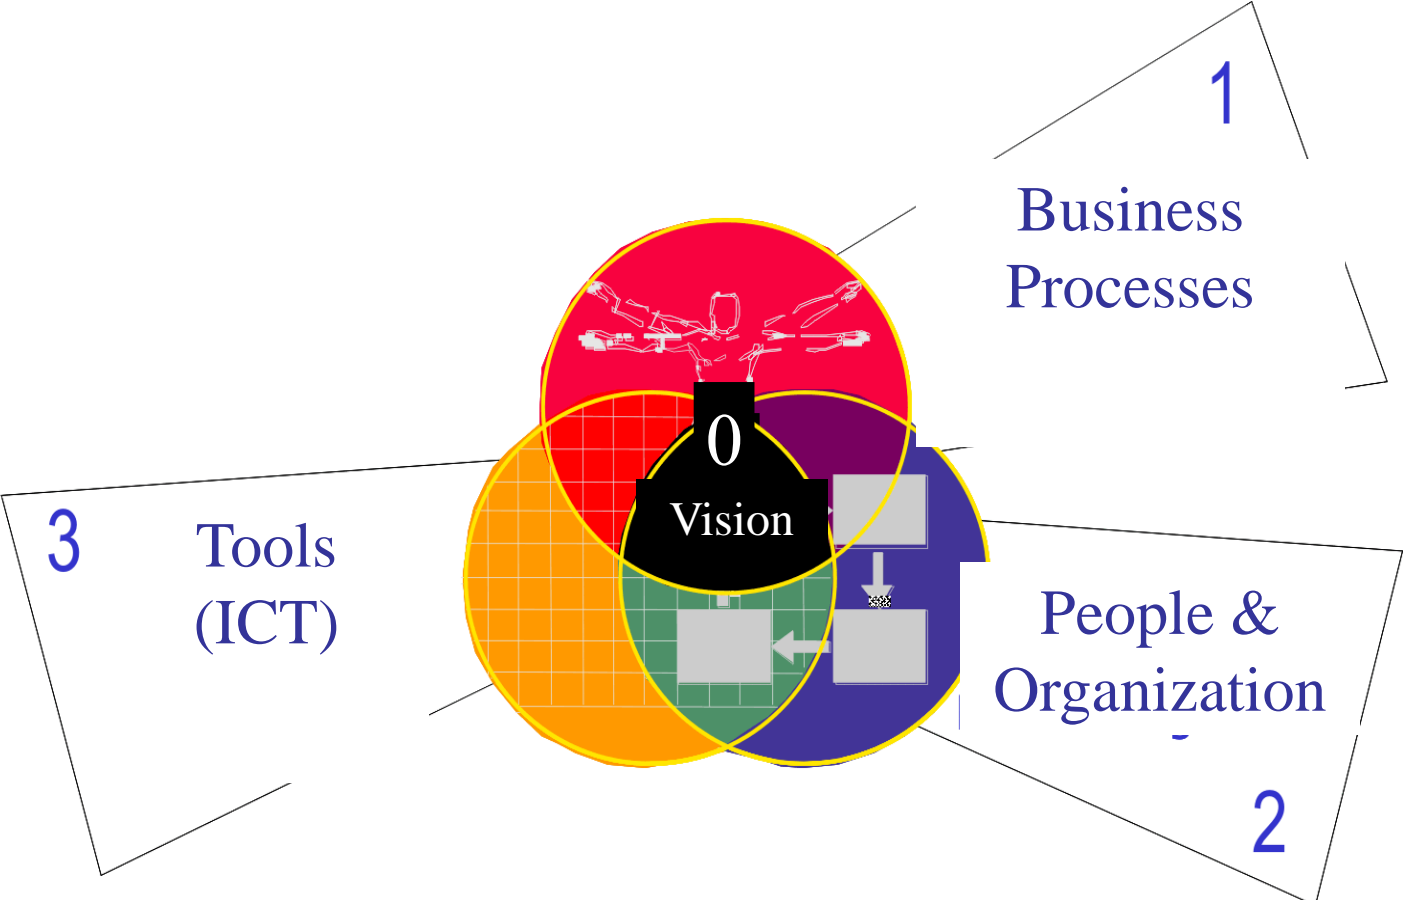 1
Business
Processes
0
Vision
3
Tools
(ICT)
People &
Organization
2